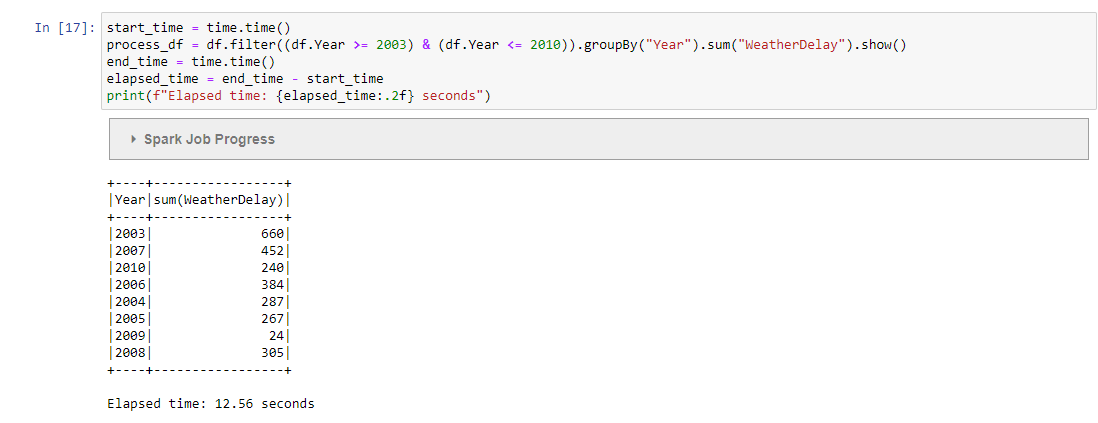 In [17]: start_time = time.time()
process_df = df.filter((df.Year >= 2003) & (df.Year <= 2010)).groupBy("Year").sum("WeatherDelay").show()
end_time = time.time()
elapsed_time = end_time - start_time
print(f"Elapsed time: {elapsed_time:.2f} seconds")
Spark Job Progress
+----+-----------------+
|Year|sum(WeatherDelay)|
+----+-----------------+
|2003|              660|
|2007|              452|
|2010|              240|
|2006|              384|
|2004|              287|
|2005|              267|
|2009|               24|
|2008|              305|
+----+-----------------+
Elapsed time: 12.56 seconds